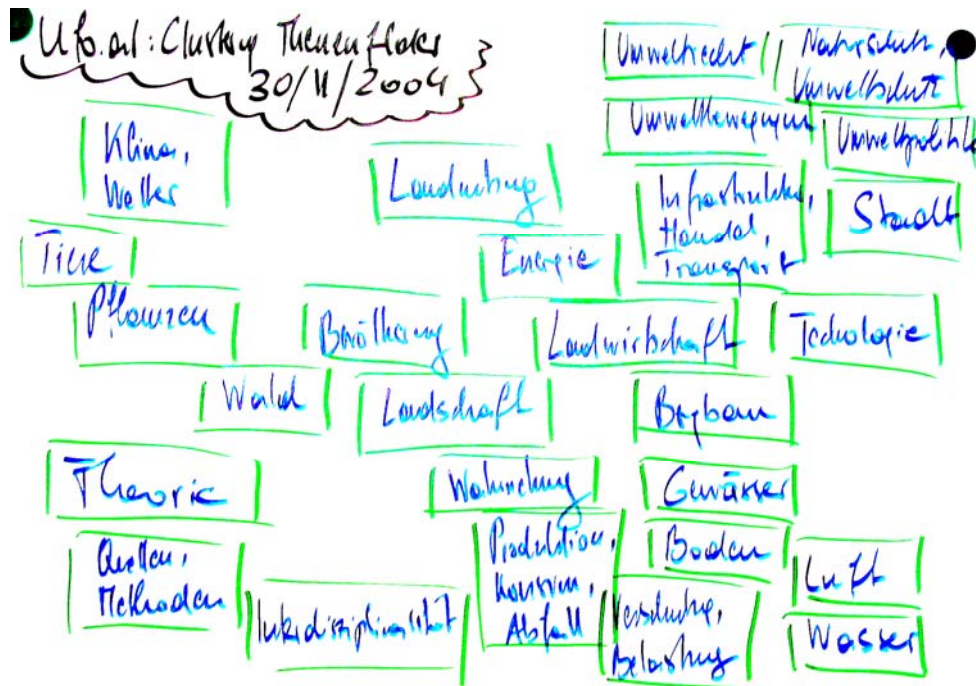 Clustering Themenfelder
30/11/2004
Umweltrecht
Naturschutz,
Umweltschutz
Umweltbewegungen
Umweltpolitik
Klima,
Wetter
Landnutzung
Infrastruktur,
Handel,
Transport
Stadt
Tiere
Energie
Pflanzen
Bevölkerung
Landwirtschaft
Technologie
Wald
Landschaft
Bergbau
Theorie
Wahrnehmung
Gewässer
Quellen,
Methoden
Produktion,
Konsum,
Abfall
Boden
Luft
Interdisziplinarität
Verschmutzung,
Belastung
Wasser